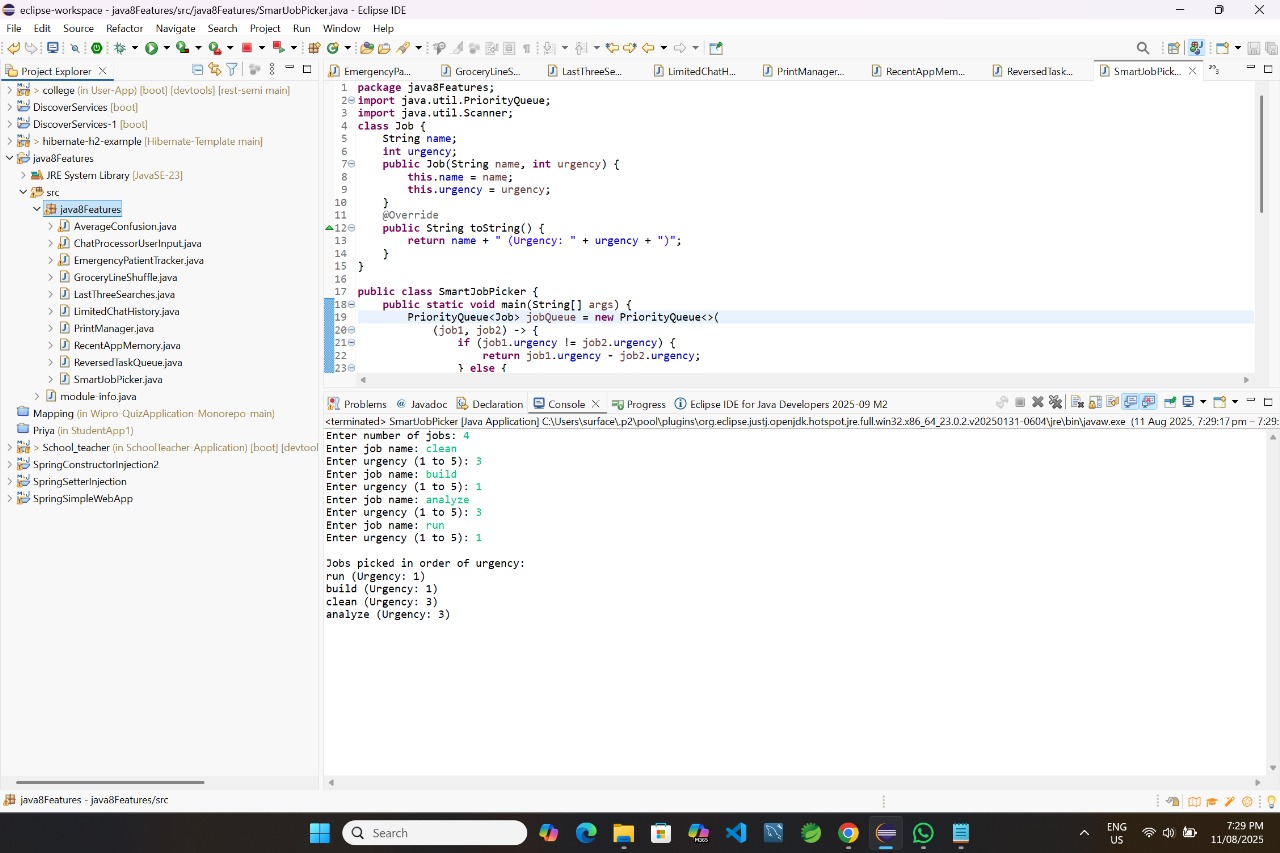 eclipse-workspace - java8Features/src/java8Features/SmartJobPicker.java - Eclipse IDE
File Edit Source Refactor Navigate Search Project Run Window Help
Project Explorer
> college (in User-App) [boot] [devtools] [rest-semi main]
DiscoverServices [boot]
DiscoverServices-1 [boot]
> hibernate-h2-example [Hibernate-Template main]
java8Features
JRE System Library [JavaSE-23]
src
java8Features
AverageConfusion.java
ChatProcessorUserInput.java
EmergencyPatientTracker.java
GroceryLineShuffle.java
LastThreeSearches.java
LimitedChatHistory.java
PrintManager.java
RecentAppMemory.java
ReversedTaskQueue.java
SmartJobPicker.java
module-info.java
Mapping (in Wipro-QuizApplication-Monorepo-main)
Priya (in StudentApp1)
> School_teacher (in SchoolTeacher-Application) [boot] [devtool
SpringConstructorInjection2
SpringSetterInjection
SpringSimpleWebApp
EmergencyPa... GroceryLineS... LastThreeSe... LimitedChatH... PrintManager... RecentAppMem... ReversedTask... SmartJobPick... »5
1 package java8Features;
2 import java.util.PriorityQueue;
3 import java.util.Scanner;
4 class Job {
5 String name;
6 int urgency;
7 public Job(String name, int urgency) {
8 this.name = name;
9 this.urgency = urgency;
10 }
11 @Override
12 public String toString() {
13 return name + " (Urgency: " + urgency + ")";
14 }
15 }
16
17 public class SmartJobPicker {
18 public static void main(String[] args) {
19 PriorityQueue<Job> jobQueue = new PriorityQueue<>(
20 (job1, job2) -> {
21 if (job1.urgency != job2.urgency) {
22 return job1.urgency - job2.urgency;
23 } else {
Problems Javadoc Declaration Console Progress Eclipse IDE for Java Developers 2025-09 M2
<terminated> SmartJobPicker [Java Application] C:\Users\surface\.p2\pool\plugins\org.eclipse.justj.openjdk.hotspot.jre.full.win32.x86_64_23.0.2.v20250131-0604\jre\bin\javaw.exe (11 Aug 2025, 7:29:17 pm – 7:29:
Enter number of jobs: 4
Enter job name: clean
Enter urgency (1 to 5): 3
Enter job name: build
Enter urgency (1 to 5): 1
Enter job name: analyze
Enter urgency (1 to 5): 3
Enter job name: run
Enter urgency (1 to 5): 1
Jobs picked in order of urgency:
run (Urgency: 1)
build (Urgency: 1)
clean (Urgency: 3)
analyze (Urgency: 3)
java8Features - java8Features/src
Search
M365
ENG
US
7:29 PM
11/08/2025